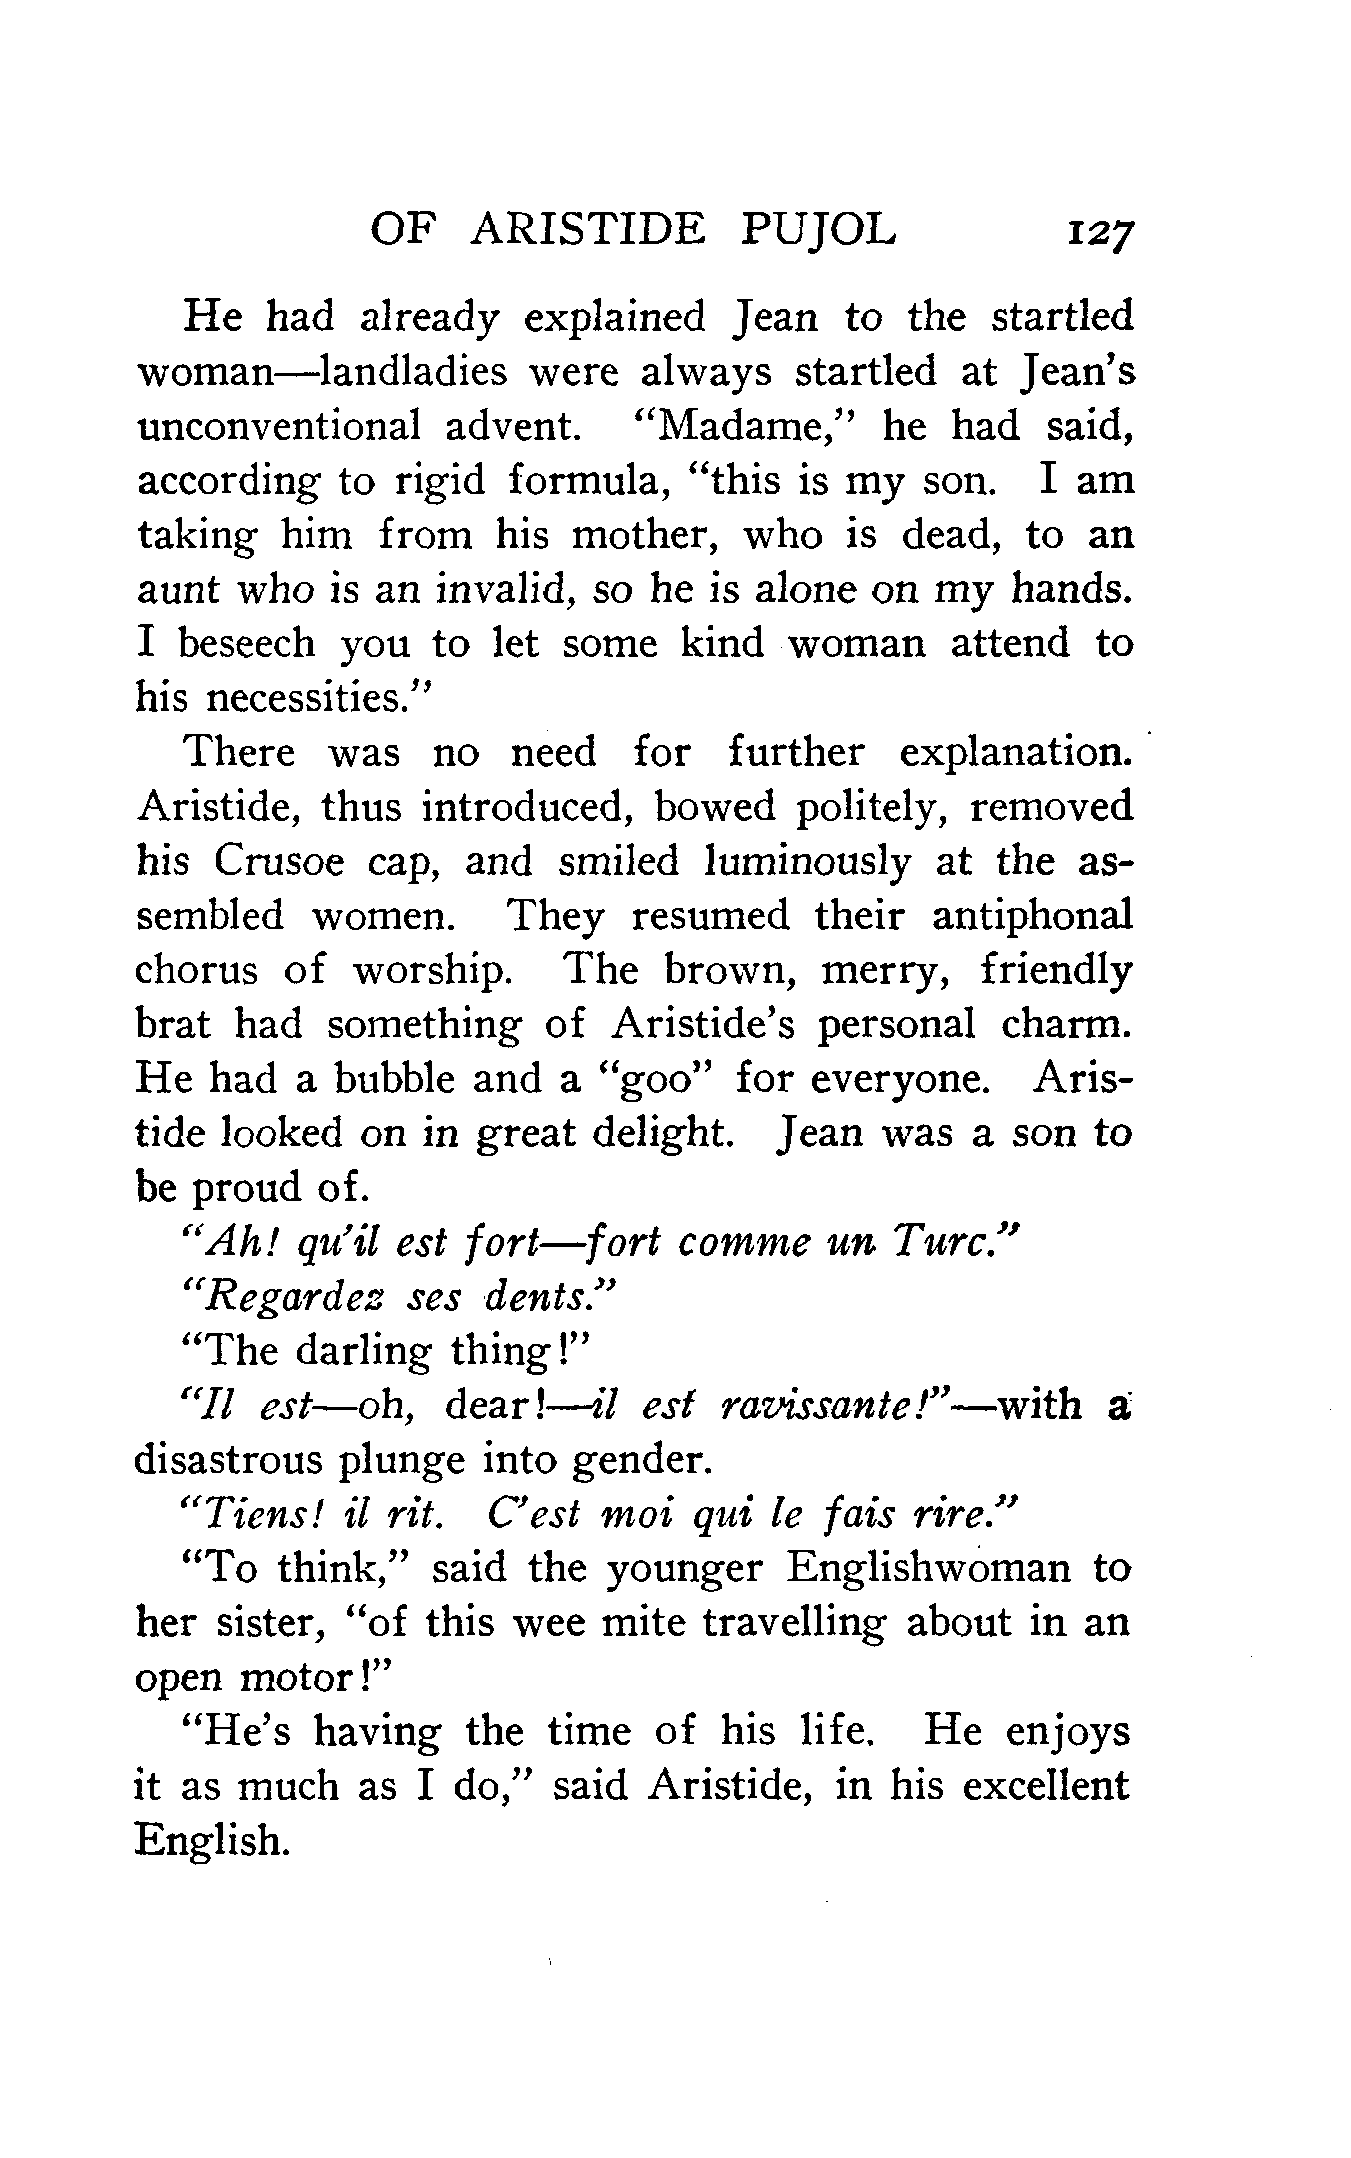 OF ARISTIDE PUJOL 127
He had already explained Jean to the startled
woman—landladies were always startled at Jean's
unconventional advent. "Madame," he had said,
according to rigid formula, "this is my son. I am
taking him from his mother, who is dead, to an
aunt who is an invalid, so he is alone on my hands.
I beseech you to let some kind woman attend to
his necessities."
There was no need for further explanation.
Aristide, thus introduced, bowed politely, removed
his Crusoe cap, and smiled luminously at the as-
sembled women. They resumed their antiphonal
chorus of worship. The brown, merry, friendly
brat had something of Aristide's personal charm.
He had a bubble and a "goo" for everyone. Aris-
tide looked on in great delight. Jean was a son to
be proud of.
"Ah! qu'il est fort—fort comme un Turc."
"Regardez ses dents."
"The darling thing!"
"Il est—oh, dear!—il est ravissante!"—with a
disastrous plunge into gender.
"Tiens! il rit. C'est moi qui le fais rire."
"To think," said the younger Englishwoman to
her sister, "of this wee mite travelling about in an
open motor!"
"He's having the time of his life. He enjoys
it as much as I do," said Aristide, in his excellent
English.